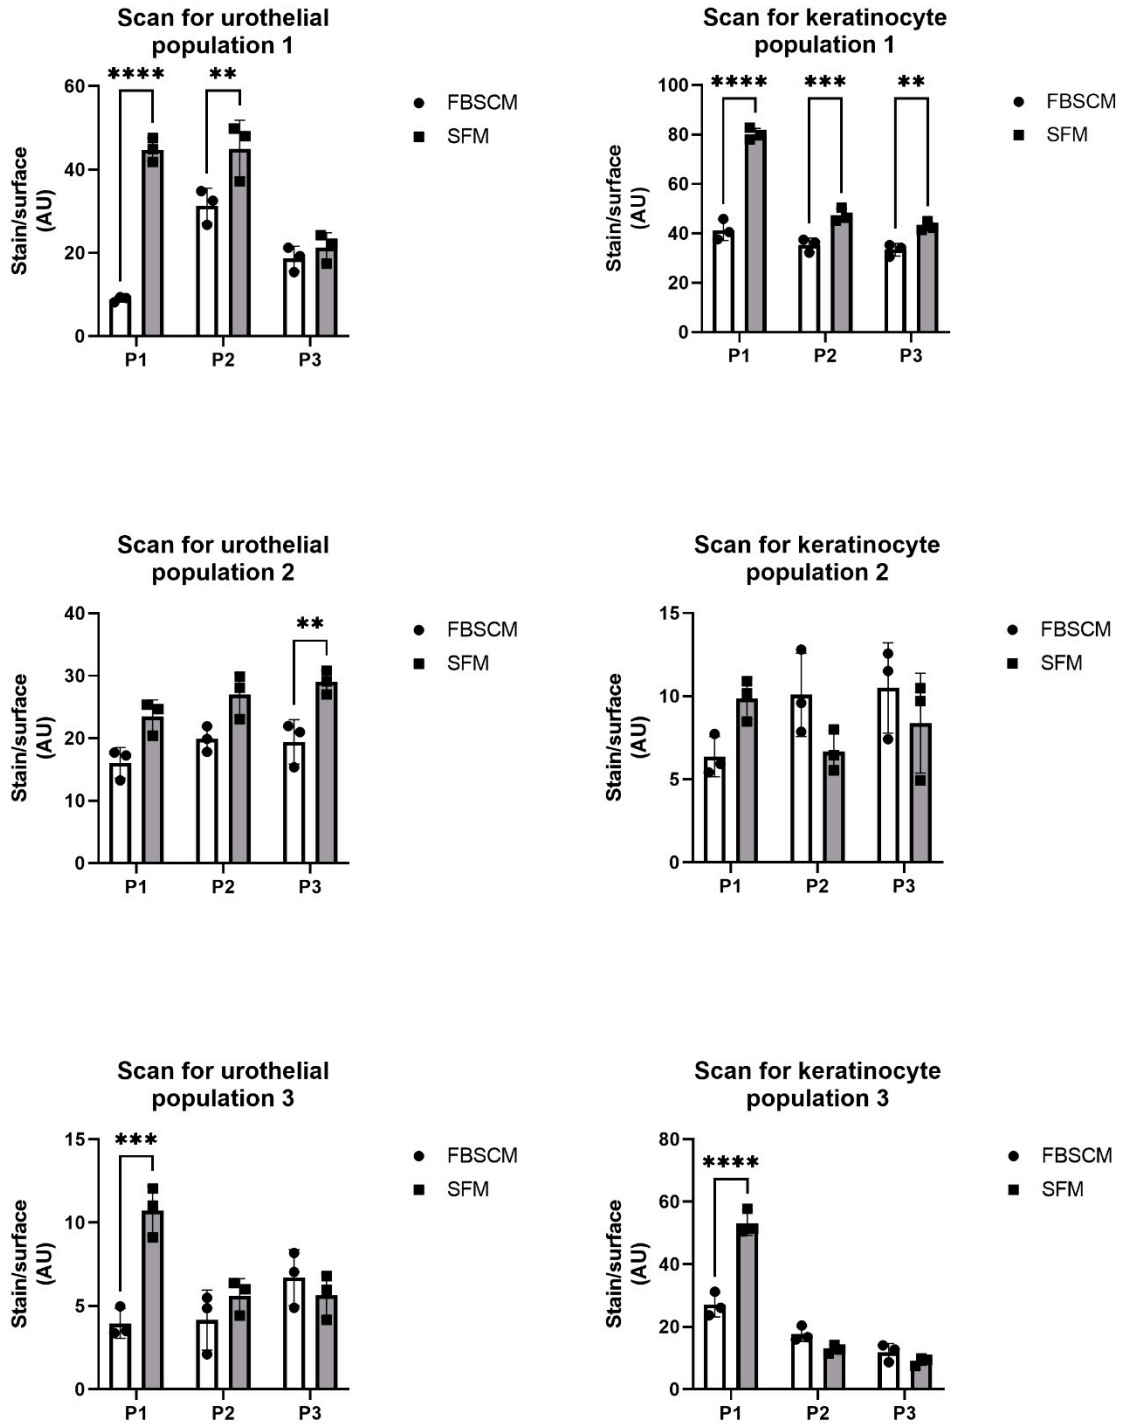 Scan for urothelial
population 1
60
40
20
0
Stain/surface
(AU)
**** **
P1 P2 P3
FBSCM
SFM
Scan for keratinocyte
population 1
100
80
60
40
20
0
Stain/surface
(AU)
**** *** **
P1 P2 P3
FBSCM
SFM
Scan for urothelial
population 2
40
30
20
10
0
Stain/surface
(AU)
**
P1 P2 P3
FBSCM
SFM
Scan for keratinocyte
population 2
15
10
5
0
Stain/surface
(AU)
P1 P2 P3
FBSCM
SFM
Scan for urothelial
population 3
15
10
5
0
Stain/surface
(AU)
***
P1 P2 P3
FBSCM
SFM
Scan for keratinocyte
population 3
80
60
40
20
0
Stain/surface
(AU)
****
P1 P2 P3
FBSCM
SFM